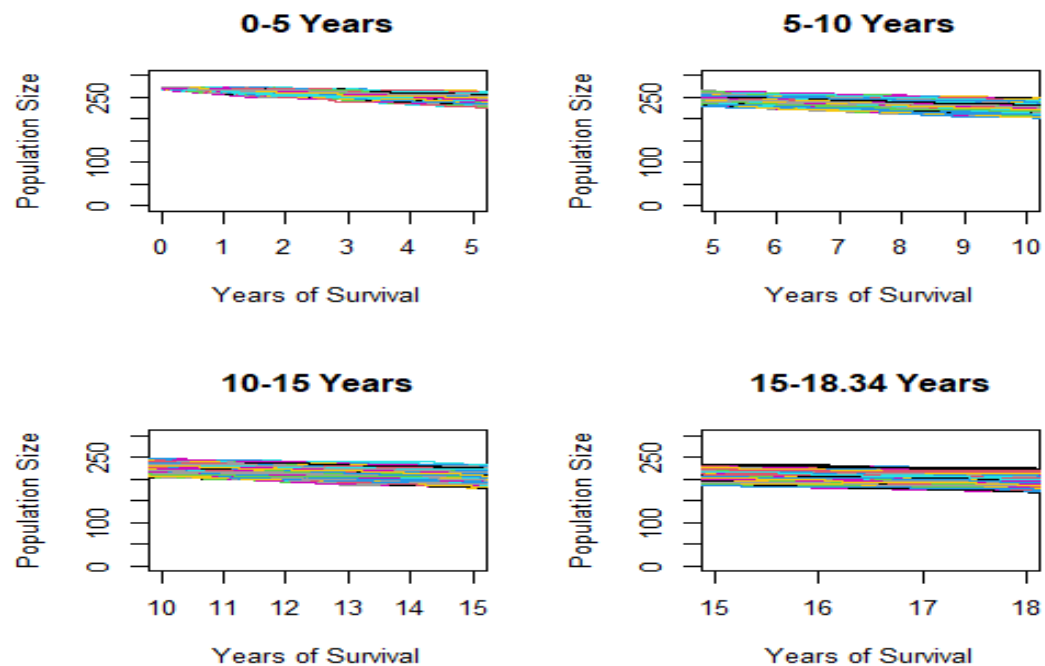 0-5 Years
Population Size
0 100 250
0 1 2 3 4 5
Years of Survival
5-10 Years
Population Size
0 100 250
5 6 7 8 9 10
Years of Survival
10-15 Years
Population Size
0 100 250
10 11 12 13 14 15
Years of Survival
15-18.34 Years
Population Size
0 100 250
15 16 17 18
Years of Survival